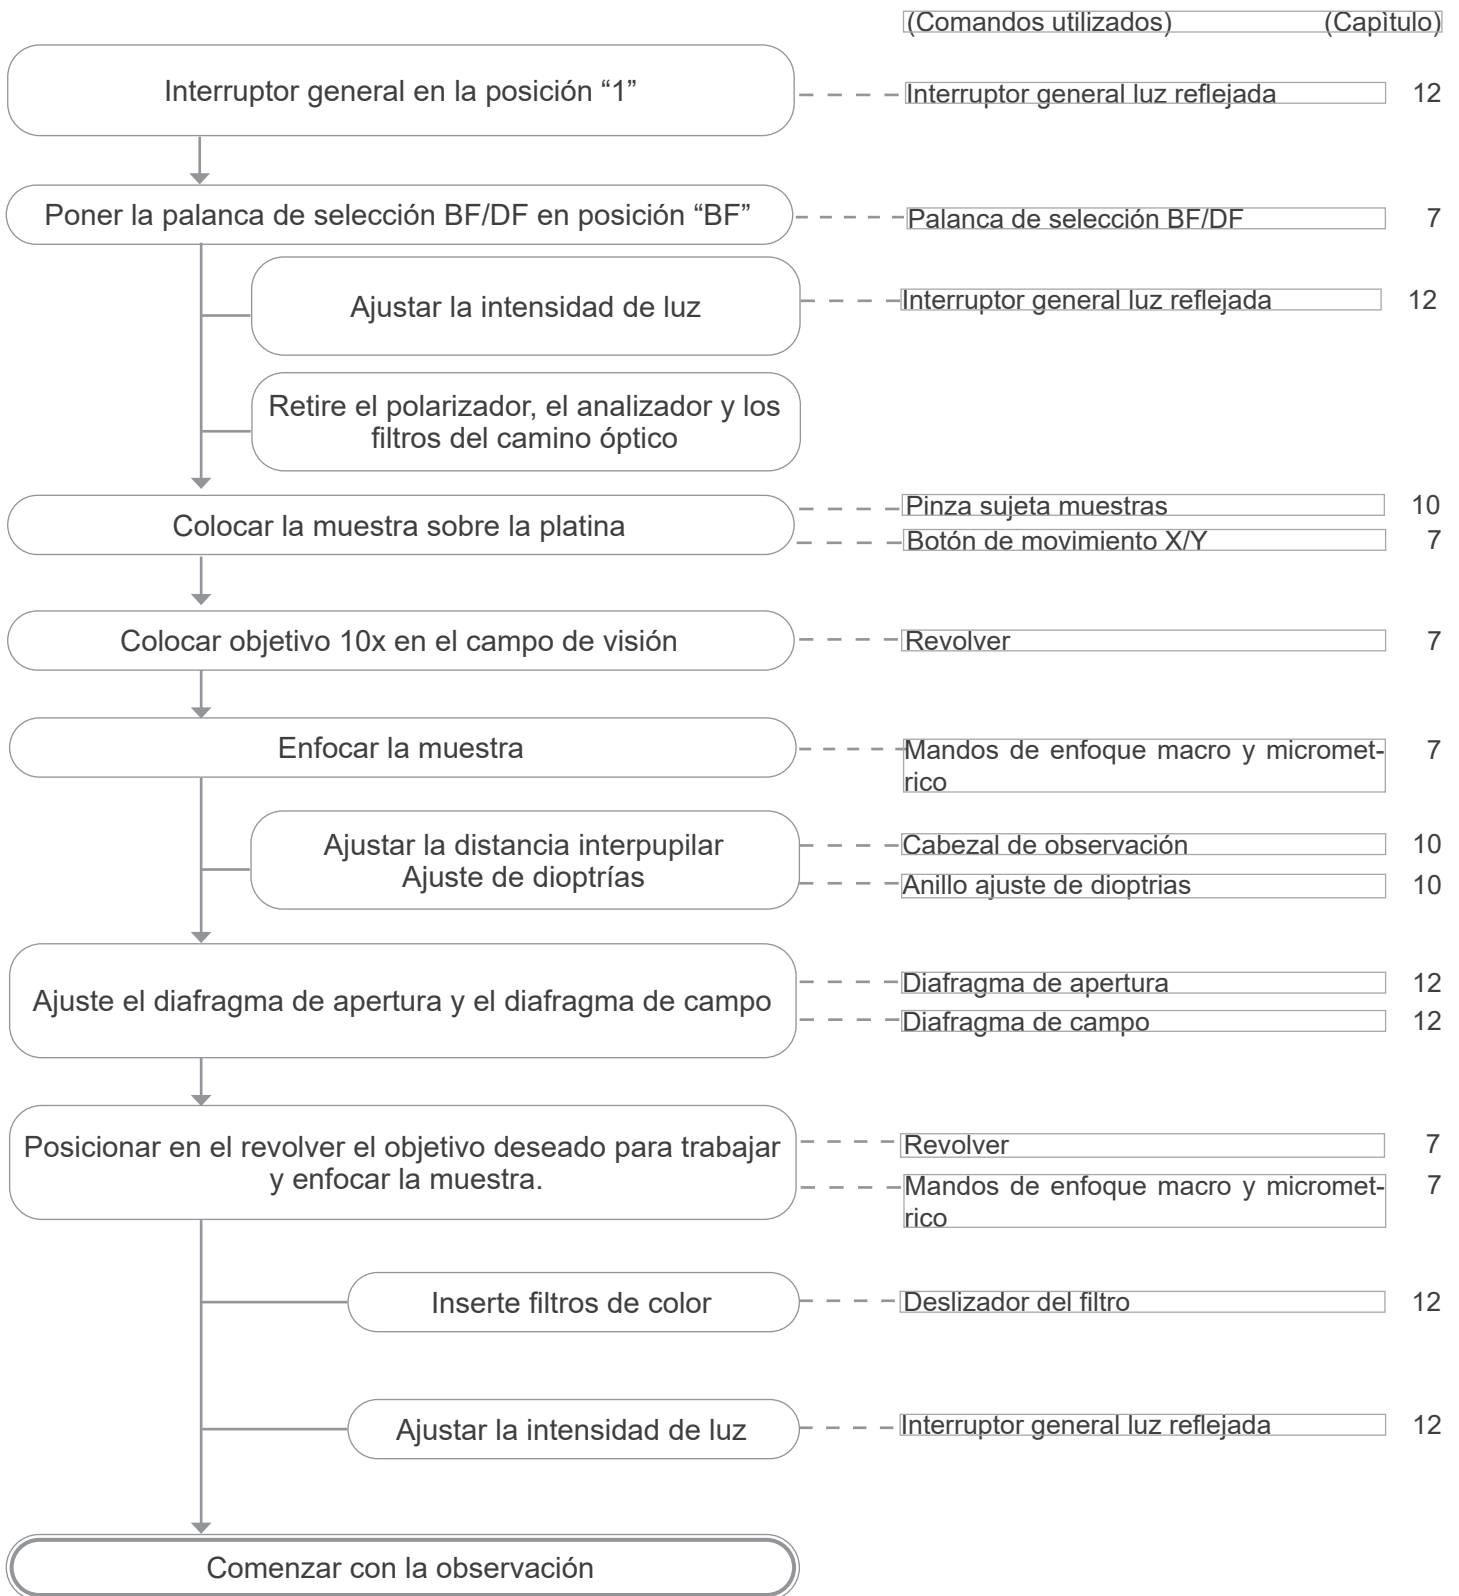 (Comandos utilizados) (Capìtulo)
Interruptor general en la posición “1”
Interruptor general luz reflejada 12
Poner la palanca de selección BF/DF en posición “BF”
Palanca de selección BF/DF 7
Ajustar la intensidad de luz
Interruptor general luz reflejada 12
Retire el polarizador, el analizador y los
filtros del camino óptico
Colocar la muestra sobre la platina
Pinza sujeta muestras 10
Botón de movimiento X/Y 7
Colocar objetivo 10x en el campo de visión
Revolver 7
Enfocar la muestra
Mandos de enfoque macro y micromet- 7
rico
Ajustar la distancia interpupilar
Ajuste de dioptrías
Cabezal de observación 10
Anillo ajuste de dioptrias 10
Ajuste el diafragma de apertura y el diafragma de campo
Diafragma de apertura 12
Diafragma de campo 12
Posicionar en el revolver el objetivo deseado para trabajar
y enfocar la muestra.
Revolver 7
Mandos de enfoque macro y micromet- 7
rico
Inserte filtros de color
Deslizador del filtro 12
Ajustar la intensidad de luz
Interruptor general luz reflejada 12
Comenzar con la observación